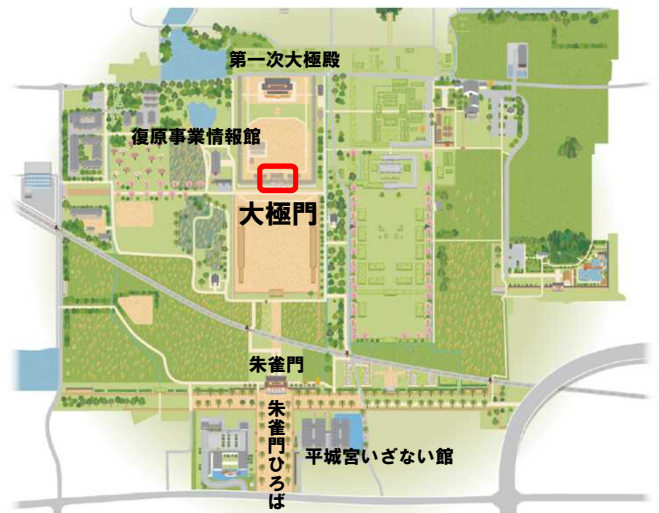 第一次大極殿
復原事業情報館
大極門
朱雀門
朱雀門ひろば
平城宮いざない館